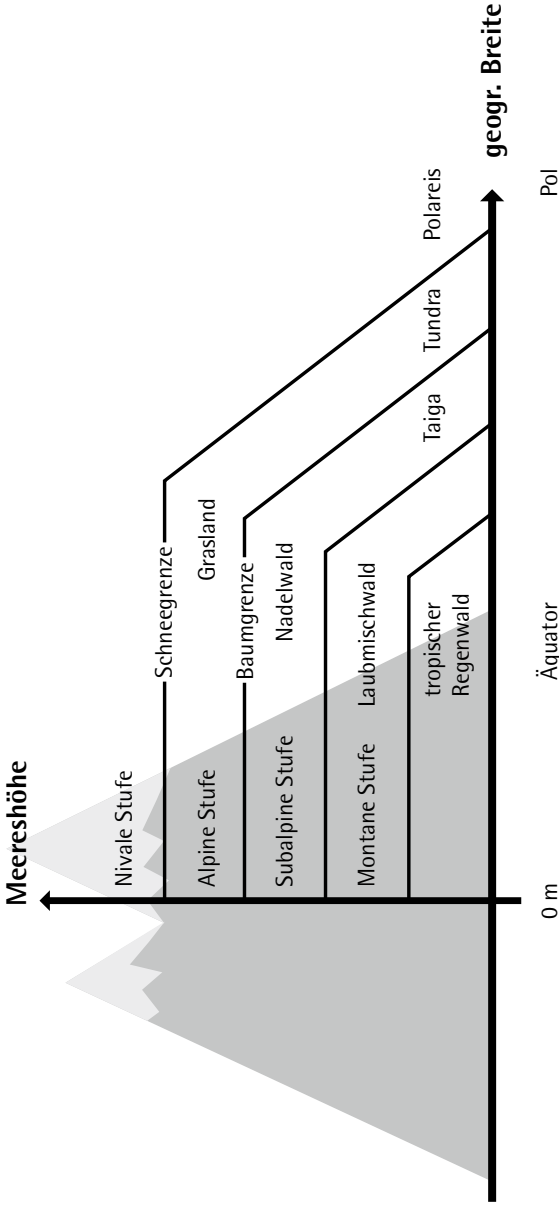 Meereshöhe
Nivale Stufe
Schneegrenze
Alpine Stufe
Grasland
Baumgrenze
Subalpine Stufe
Nadelwald
Montane Stufe
Laubmischwald
tropischer
Regenwald
Taiga
Tundra
Polareis
geogr. Breite
0 m
Äquator
Pol